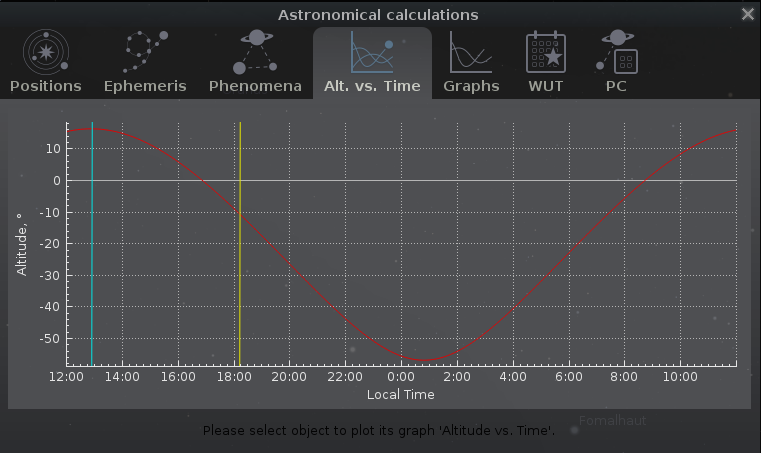 Astronomical calculations
Positions Ephemeris Phenomena Alt. vs. Time Graphs WUT PC
Altitude, °
10
0
-10
-20
-30
-40
-50
12:00 14:00 16:00 18:00 20:00 22:00 0:00 2:00 4:00 6:00 8:00 10:00
Local Time
Fomalhaut
Please select object to plot its graph 'Altitude vs. Time'.